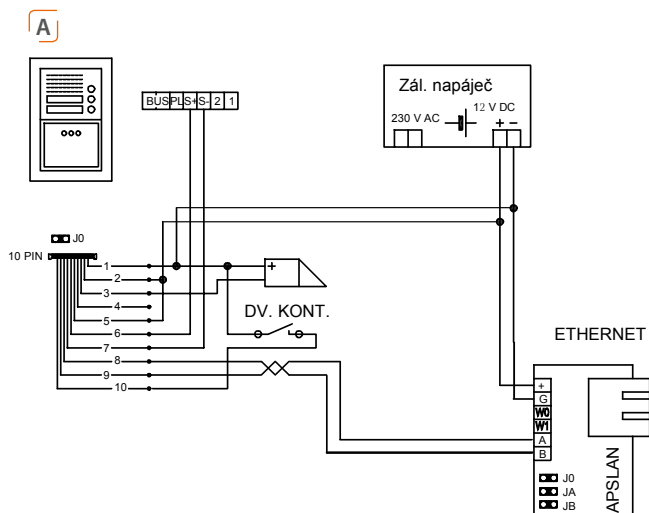 A
BUS PL S+ S- 2 1
Zál. napáječ
230 V AC
12 V DC
+ −
J0
10 PIN
1
2
3
4
5
6
7
8
9
10
+
DV. KONT.
ETHERNET
+
G
W0
W1
A
B
APSLAN
J0
JA
JB